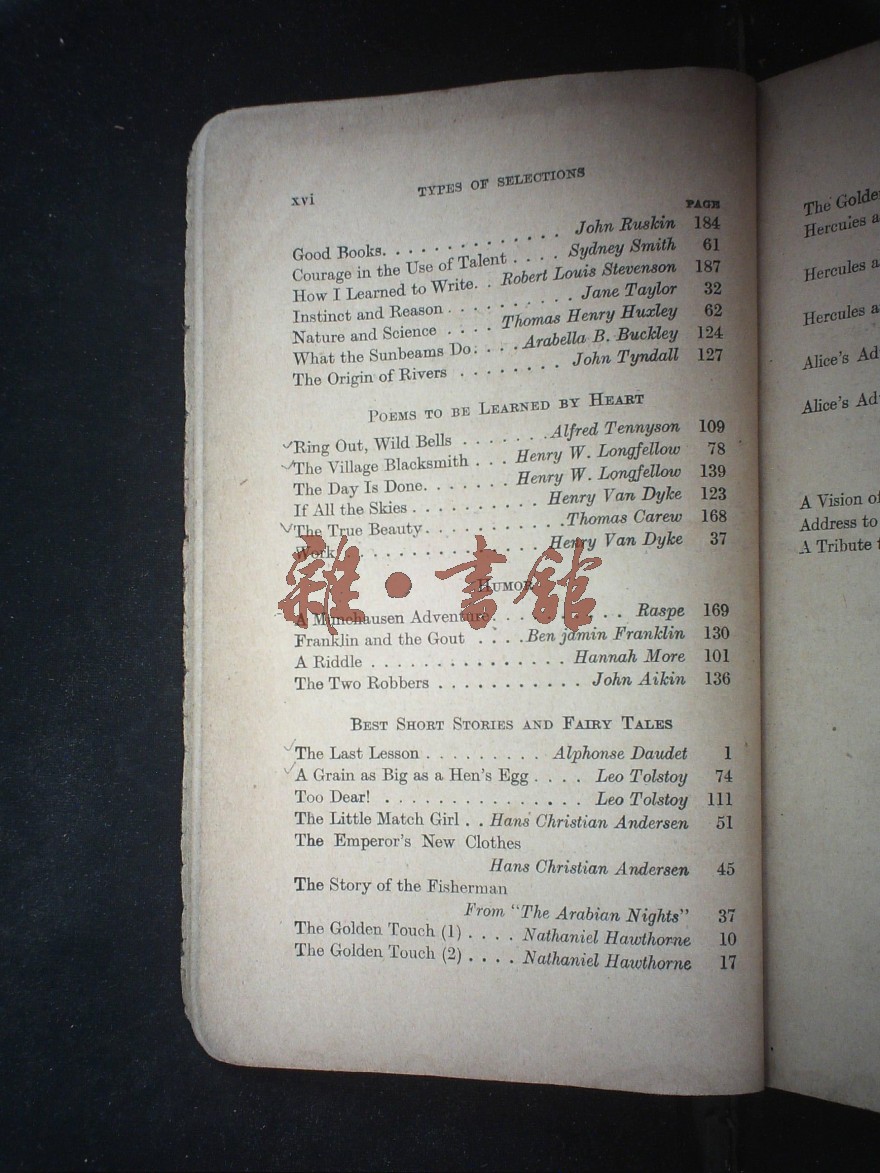 xvi
TYPES OF SELECTIONS
PAGE
Good Books. . . . . . . . . . . . . . John Ruskin 184
Courage in the Use of Talent . . . . Sydney Smith 61
How I Learned to Write. . Robert Louis Stevenson 187
Instinct and Reason . . . . . . . . . . Jane Taylor 32
Nature and Science . . . . Thomas Henry Huxley 62
What the Sunbeams Do. . . . Arabella B. Buckley 124
The Origin of Rivers . . . . . . . . John Tyndall 127
POEMS TO BE LEARNED BY HEART
Ring Out, Wild Bells . . . . . . . Alfred Tennyson 109
The Village Blacksmith . . . Henry W. Longfellow 78
The Day Is Done. . . . . . . Henry W. Longfellow 139
If All the Skies . . . . . . . . . . Henry Van Dyke 123
The True Beauty. . . . . . . . . . . Thomas Carew 168
Work . . . . . . . . . . . . . . . Henry Van Dyke 37
HUMOR
A Munchausen Adventure. . . . . . . . . Raspe 169
Franklin and the Gout . . . . Benjamin Franklin 130
A Riddle . . . . . . . . . . . . . . Hannah More 101
The Two Robbers . . . . . . . . . . . John Aikin 136
BEST SHORT STORIES AND FAIRY TALES
The Last Lesson . . . . . . . . . Alphonse Daudet 1
A Grain as Big as a Hen's Egg . . . . Leo Tolstoy 74
Too Dear! . . . . . . . . . . . . . . . Leo Tolstoy 111
The Little Match Girl . . Hans Christian Andersen 51
The Emperor's New Clothes
Hans Christian Andersen 45
The Story of the Fisherman
From "The Arabian Nights" 37
The Golden Touch (1) . . . . Nathaniel Hawthorne 10
The Golden Touch (2) . . . . Nathaniel Hawthorne 17
雜·書館
The Golde
Hercules a
Hercules a
Hercules a
Alice's Ad
Alice's Ad
A Vision of
Address to
A Tribute